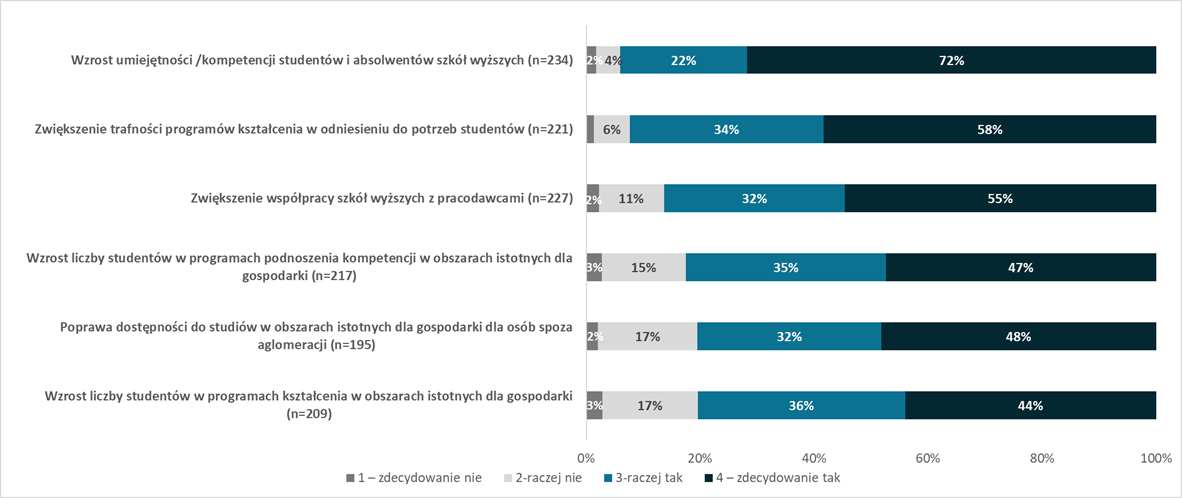 Wzrost umiejętności /kompetencji studentów i absolwentów szkół wyższych (n=234)
2% 4% 22% 72%
Zwiększenie trafności programów kształcenia w odniesieniu do potrzeb studentów (n=221)
6% 34% 58%
Zwiększenie współpracy szkół wyższych z pracodawcami (n=227)
2% 11% 32% 55%
Wzrost liczby studentów w programach podnoszenia kompetencji w obszarach istotnych dla
gospodarki (n=217)
3% 15% 35% 47%
Poprawa dostępności do studiów w obszarach istotnych dla gospodarki dla osób spoza
aglomeracji (n=195)
2% 17% 32% 48%
Wzrost liczby studentów w programach kształcenia w obszarach istotnych dla gospodarki
(n=209)
3% 17% 36% 44%
0% 20% 40% 60% 80% 100%
1 – zdecydowanie nie 2-raczej nie 3-raczej tak 4 – zdecydowanie tak